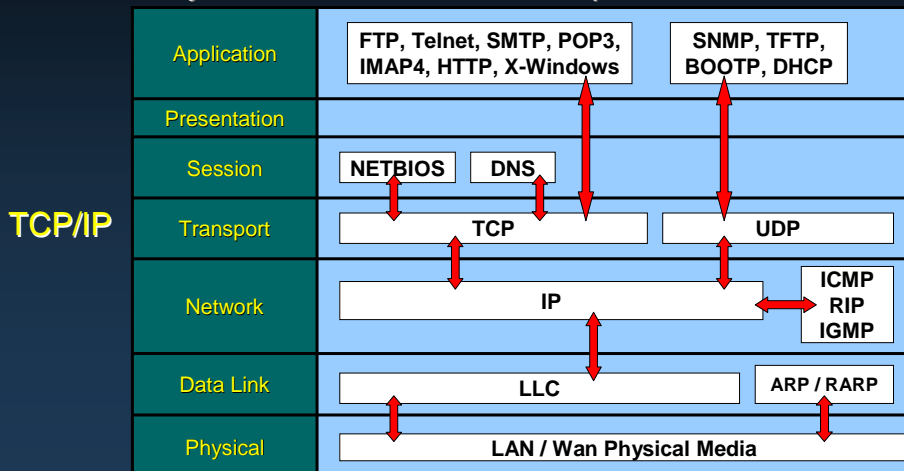 TCP/IP
Application
FTP, Telnet, SMTP, POP3,
IMAP4, HTTP, X-Windows
SNMP, TFTP,
BOOTP, DHCP
Presentation
Session
NETBIOS
DNS
Transport
TCP
UDP
Network
IP
ICMP
RIP
IGMP
Data Link
LLC
ARP / RARP
Physical
LAN / Wan Physical Media